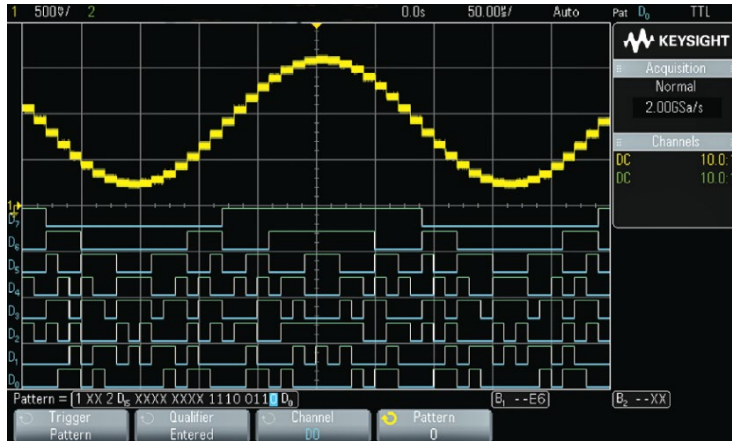 1 500⅟/ 2 0.0s 50.00⅟/ Auto Pat D₀ TTL
KEYSIGHT
Acquisition
Normal
2.00GSa/s
Channels
DC 10.0:
DC 10.0:
D₇
D₆
D₅
D₄
D₃
D₂
D₁
D₀
Pattern = [1 XX 2 D₁₅ XXXX XXXX 1110 0110 D₀] [B₁ --E6] [B₂ --XX]
Trigger Qualifier Channel Pattern
Pattern Entered D0 0